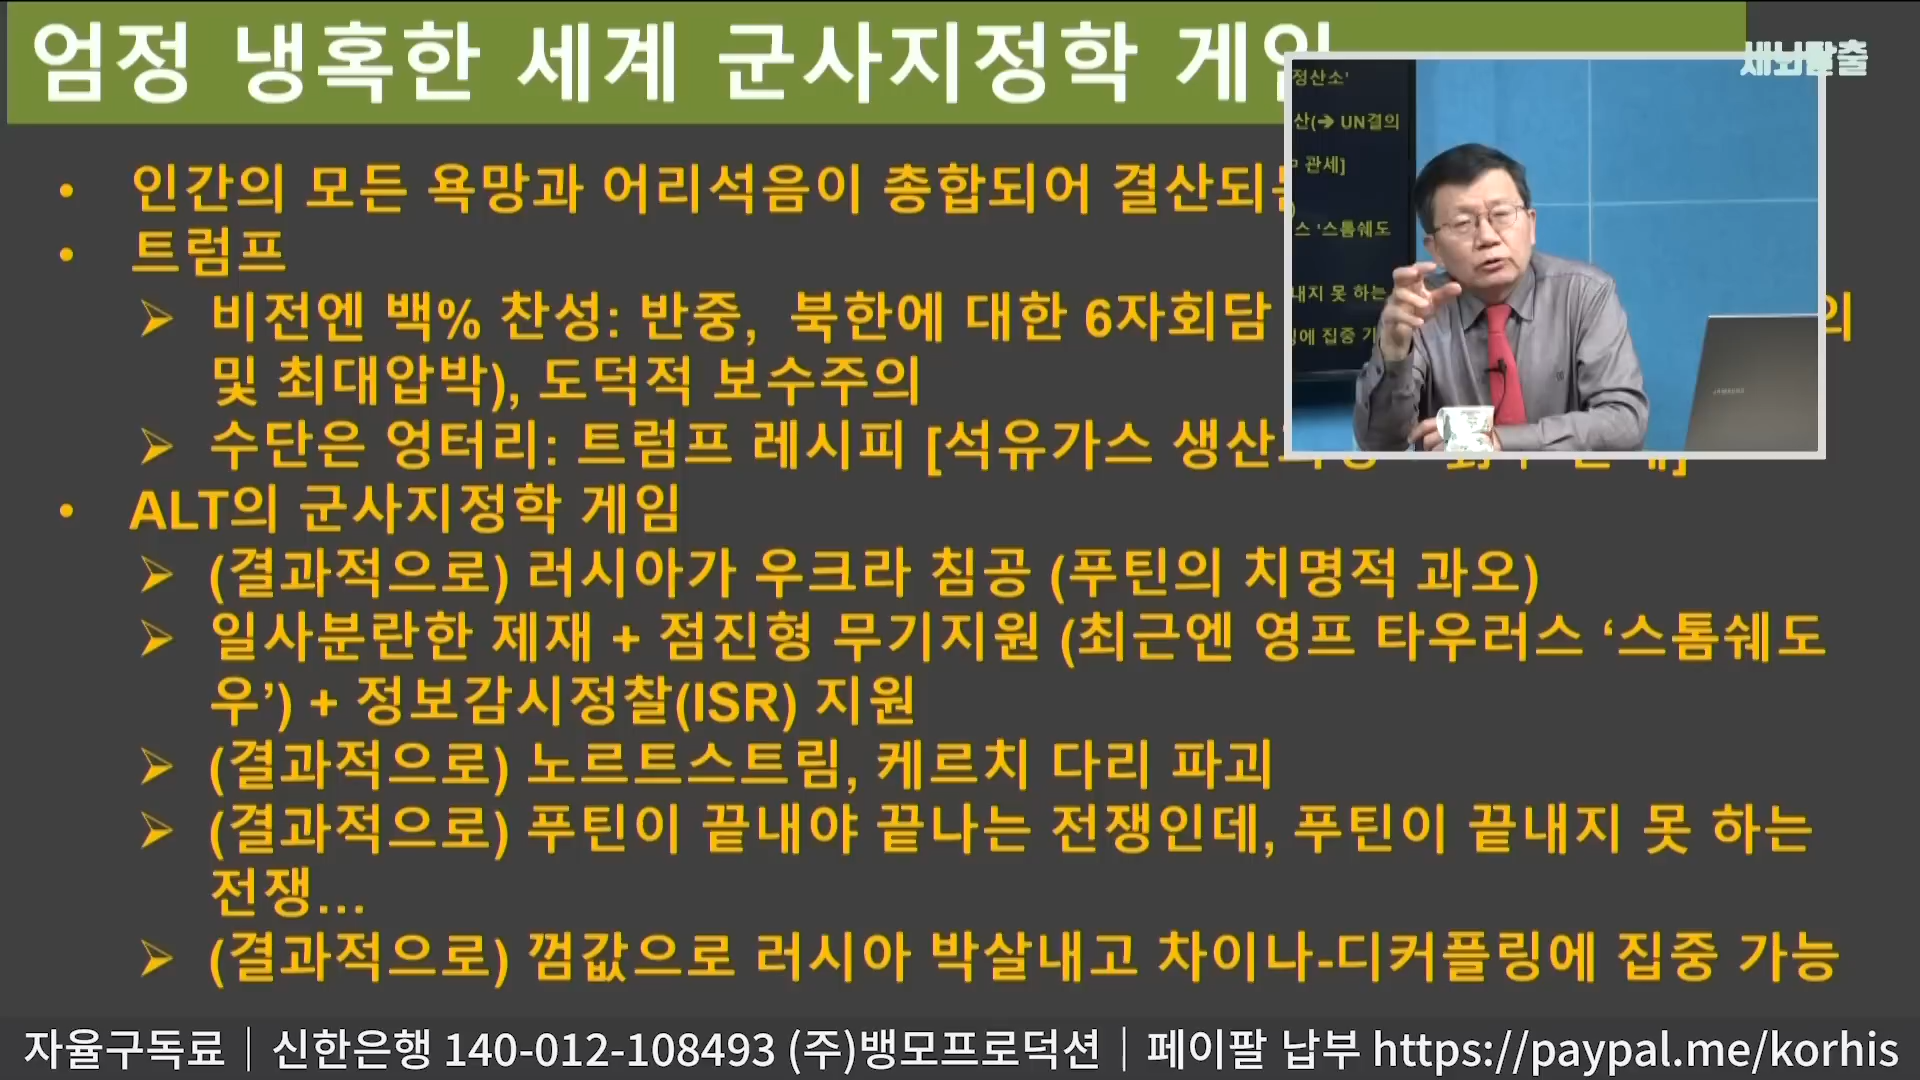 엄정 냉혹한 세계 군사지정학 게임
세뇌탈출
정산소'
산(➔ UN결의
관세]
스 '스톰쉐도
내지 못 하는
에 집중 가
SAMSUNG
• 인간의 모든 욕망과 어리석음이 총합되어 결산되는
• 트럼프
➢ 비전엔 백% 찬성: 반중, 북한에 대한 6자회담
및 최대압박), 도덕적 보수주의
➢ 수단은 엉터리: 트럼프 레시피 [석유가스
• ALT의 군사지정학 게임
➢ (결과적으로) 러시아가 우크라 침공 (푸틴의 치명적 과오)
➢ 일사분란한 제재 + 점진형 무기지원 (최근엔 영프 타우러스 ‘스톰쉐도
우’) + 정보감시정찰(ISR) 지원
➢ (결과적으로) 노르트스트림, 케르치 다리 파괴
➢ (결과적으로) 푸틴이 끝내야 끝나는 전쟁인데, 푸틴이 끝내지 못 하는
전쟁...
➢ (결과적으로) 껌값으로 러시아 박살내고 차이나-디커플링에 집중 가능
자율구독료｜신한은행 140-012-108493 (주)뱅모프로덕션｜페이팔 납부 https://paypal.me/korhis